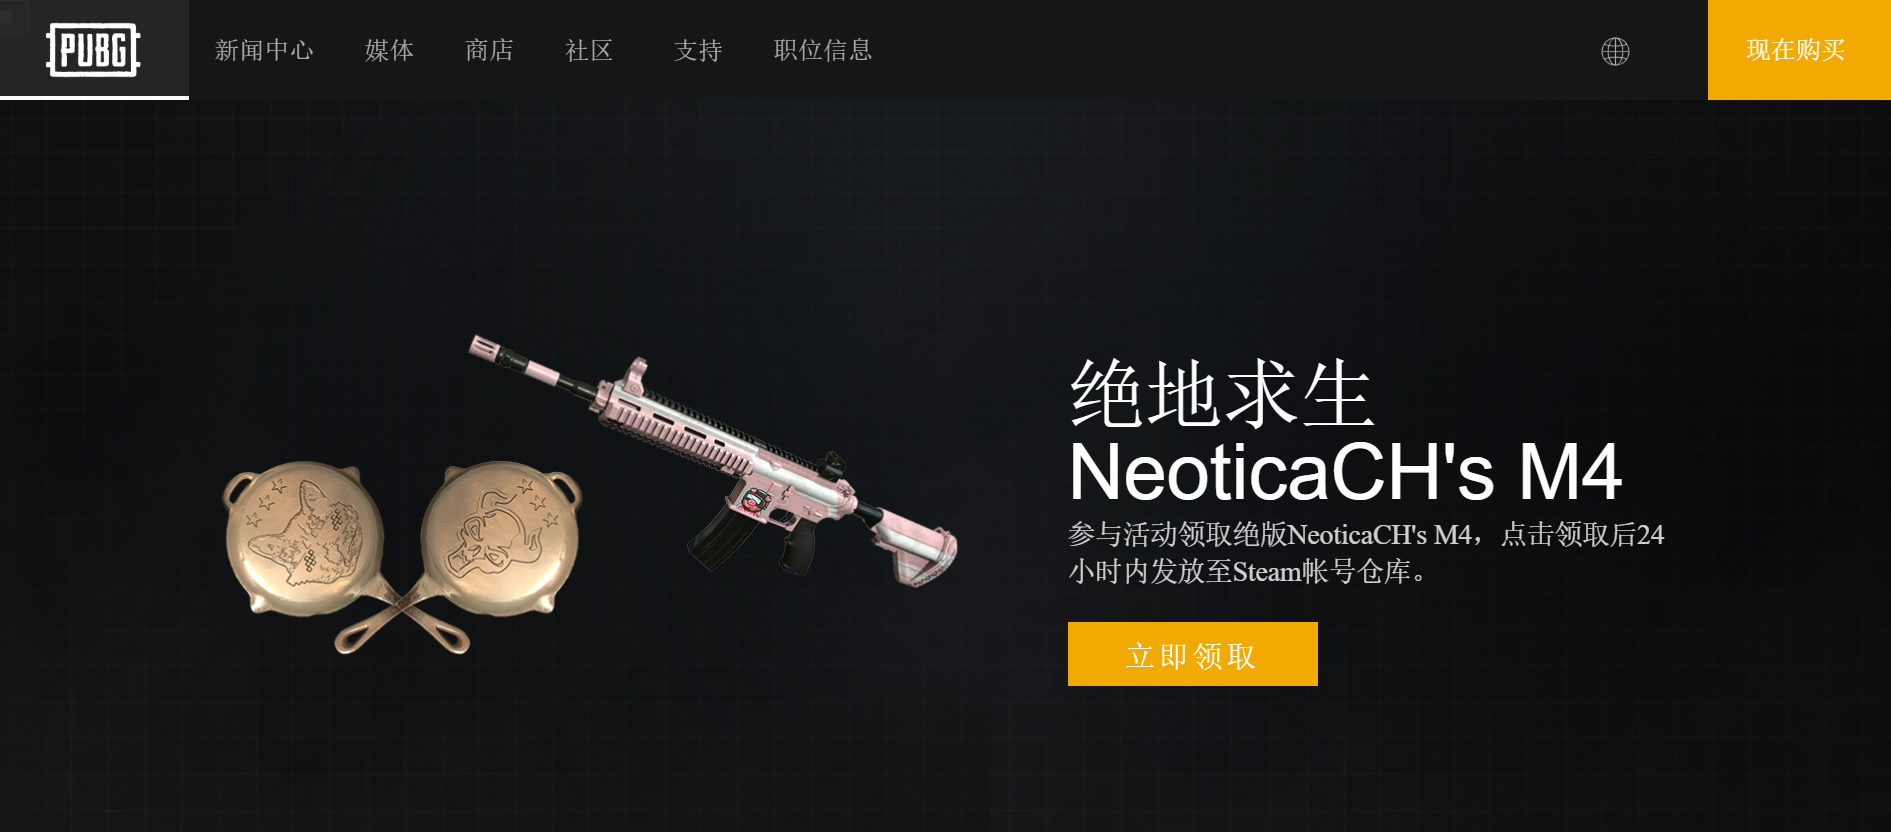 PUBG
新闻中心
媒体
商店
社区
支持
职位信息
现在购买
绝地求生
NeoticaCH's M4
参与活动领取绝版NeoticaCH's M4，点击领取后24
小时内发放至Steam帐号仓库。
立即领取